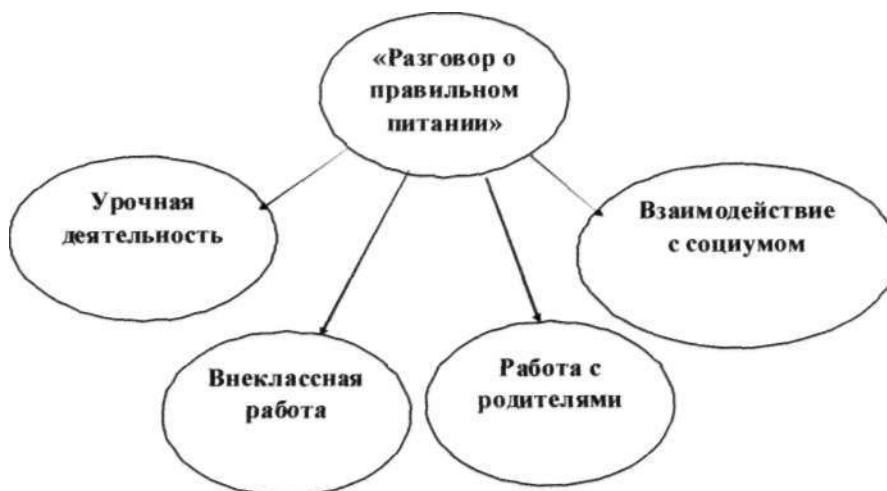 «Разговор о
правильном
питании»
Урочная
деятельность
Взаимодействие
с социумом
Внеклассная
работа
Работа с
родителями